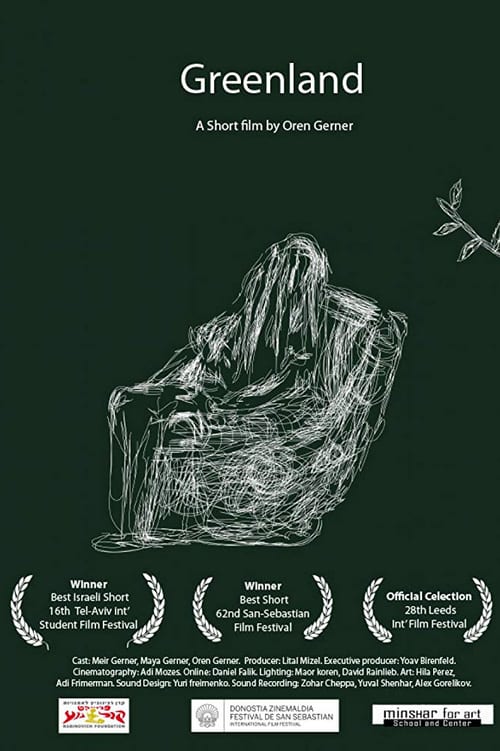 Greenland
A Short film by Oren Gerner
Winner
Best Israeli Short
16th Tel-Aviv int'
Student Film Festival
Winner
Best Short
62nd San-Sebastian
Film Festival
Official Celection
28th Leeds
Int' Film Festival
Cast: Meir Gerner, Maya Gerner, Oren Gerner. Producer: Lital Mizel. Executive producer: Yoav Birenfeld.
Cinematography: Adi Mozes. Online: Daniel Falik. Lighting: Maor koren, David Rainlieb. Art: Hila Perez,
Adi Frimerman. Sound Design: Yuri freimenko. Sound Recording: Zohar Cheppa, Yuval Shenhar, Alex Gorelikov.
RABINOVICH FOUNDATION
DONOSTIA ZINEMALDIA
FESTIVAL DE SAN SEBASTIAN
INTERNATIONAL FILM FESTIVAL
minshar for art
School and Center